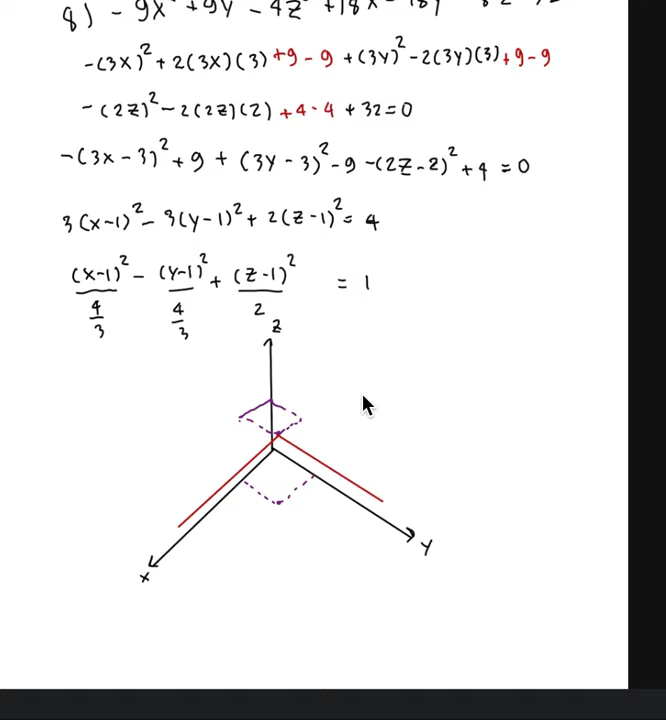 8) - 9x² + 9y² - 4z² + 18x - 18y
-(3x)² + 2(3x)(3) +9 - 9 + (3y)² - 2(3y)(3) + 9 - 9
- (2z)² - 2(2z)(2) + 4 - 4 + 32 = 0
-(3x - 3)² + 9 + (3y - 3)² - 9 - (2z - 2)² + 4 = 0
3(x-1)² - 3(y-1)² + 2(z-1)² = 4
(x-1)²/(4/3) - (y-1)²/(4/3) + (z-1)²/2 = 1
z
y
x